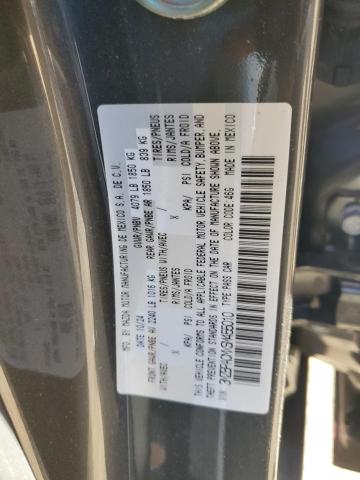 MFD. BY MAZDA MOTOR MANUFACTURING DE MEXICO S.A. DE C.V.
DATE: 10/24 GVWR/PNBV 4079 LB 1850 KG
FRONT GAWR/PNBE AV 2240 LB 1016 KG REAR GAWR/PNBE AR 1850 LB 839 KG
TIRES/PNEUS WITH/AVEC TIRES/PNEUS
RIMS/JANTES X RIMS/JANTES
KPA/ PSI COLD/A FROID KPA/ PSI COLD/A FROID
THIS VEHICLE CONFORMS TO ALL APPLICABLE FEDERAL MOTOR VEHICLE SAFETY, BUMPER, AND
THEFT PREVENTION STANDARDS IN EFFECT ON THE DATE OF MANUFACTURE SHOWN ABOVE.
VIN: TYPE: PASS CAR COLOR CODE: 46G MADE IN MEXICO